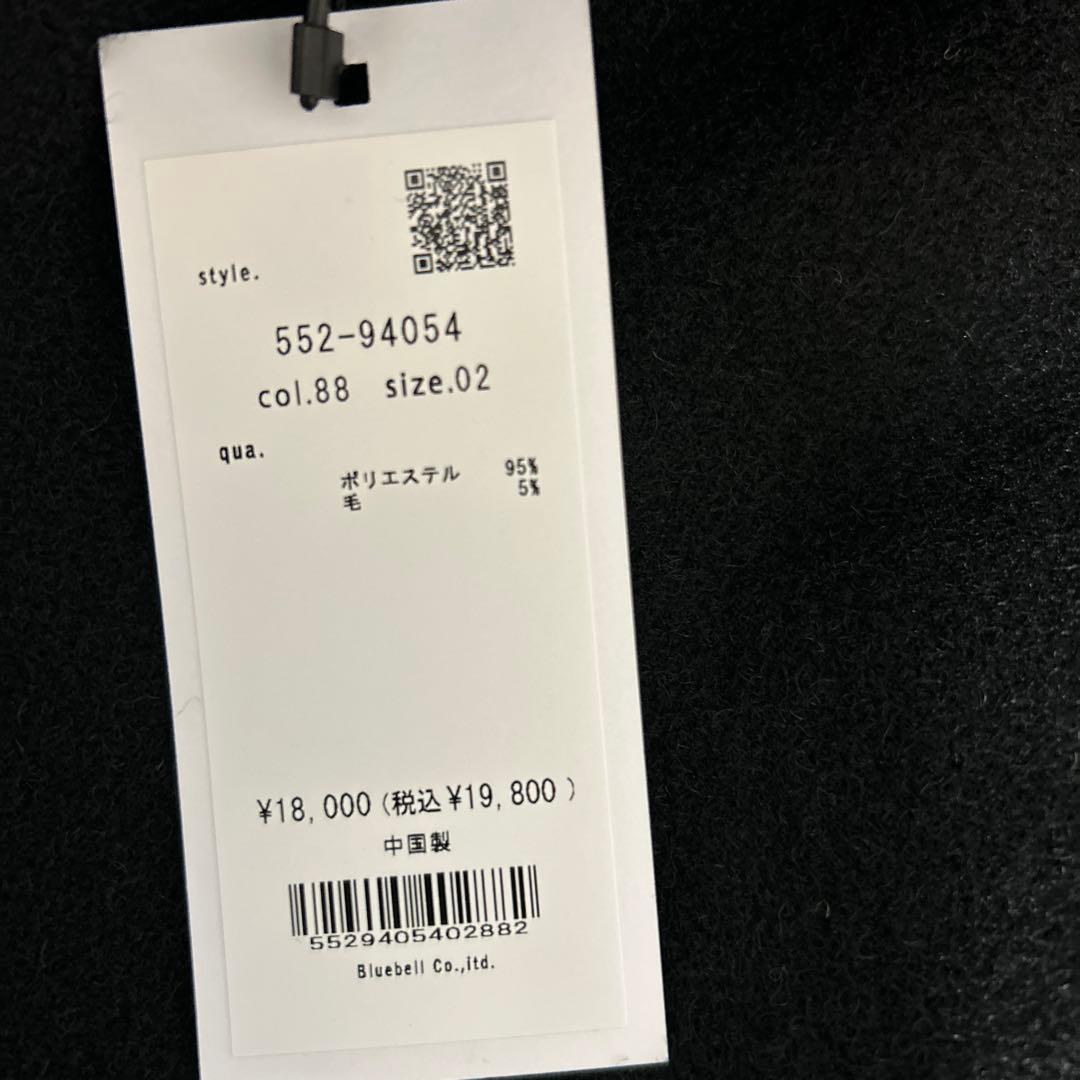 style.
552-94054
col.88 size.02
qua.
ポリエステル 95%
毛 5%
¥18,000(税込¥19,800 )
中国製
5529405402882
Bluebell Co.,itd.